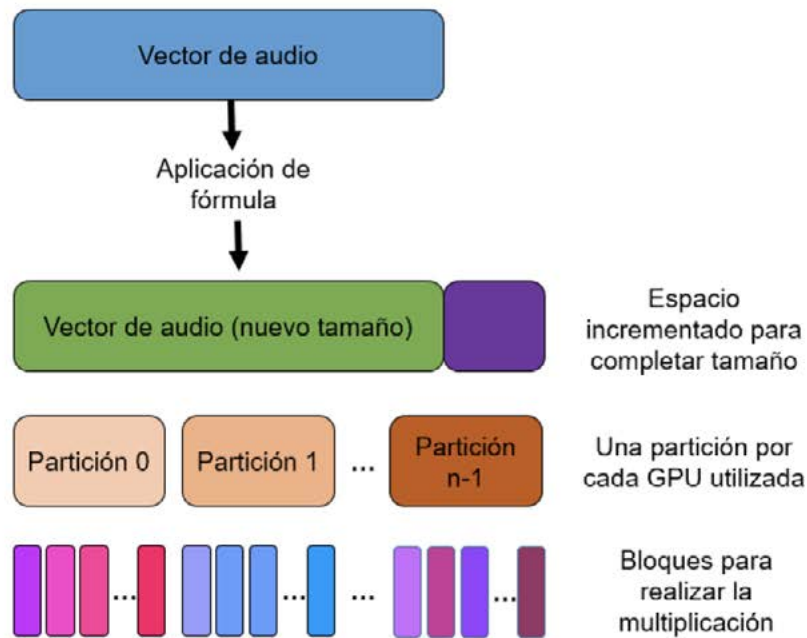 Vector de audio
Aplicación de
fórmula
Vector de audio (nuevo tamaño)
Espacio
incrementado para
completar tamaño
Partición 0
Partición 1
...
Partición
n-1
Una partición por
cada GPU utilizada
...
...
...
...
Bloques para
realizar la
multiplicación